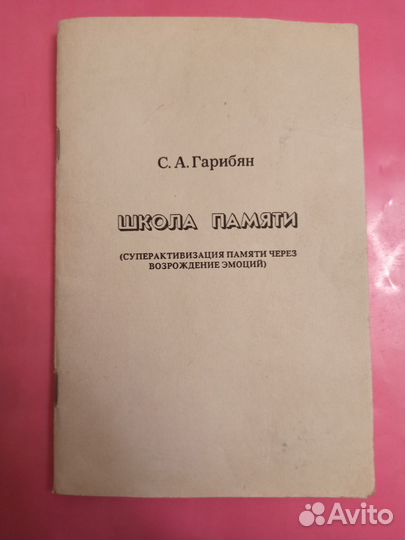 С. А. Гарибян
ШКОЛА ПАМЯТИ
(СУПЕРАКТИВИЗАЦИЯ ПАМЯТИ ЧЕРЕЗ
ВОЗРОЖДЕНИЕ ЭМОЦИЙ)
Avito